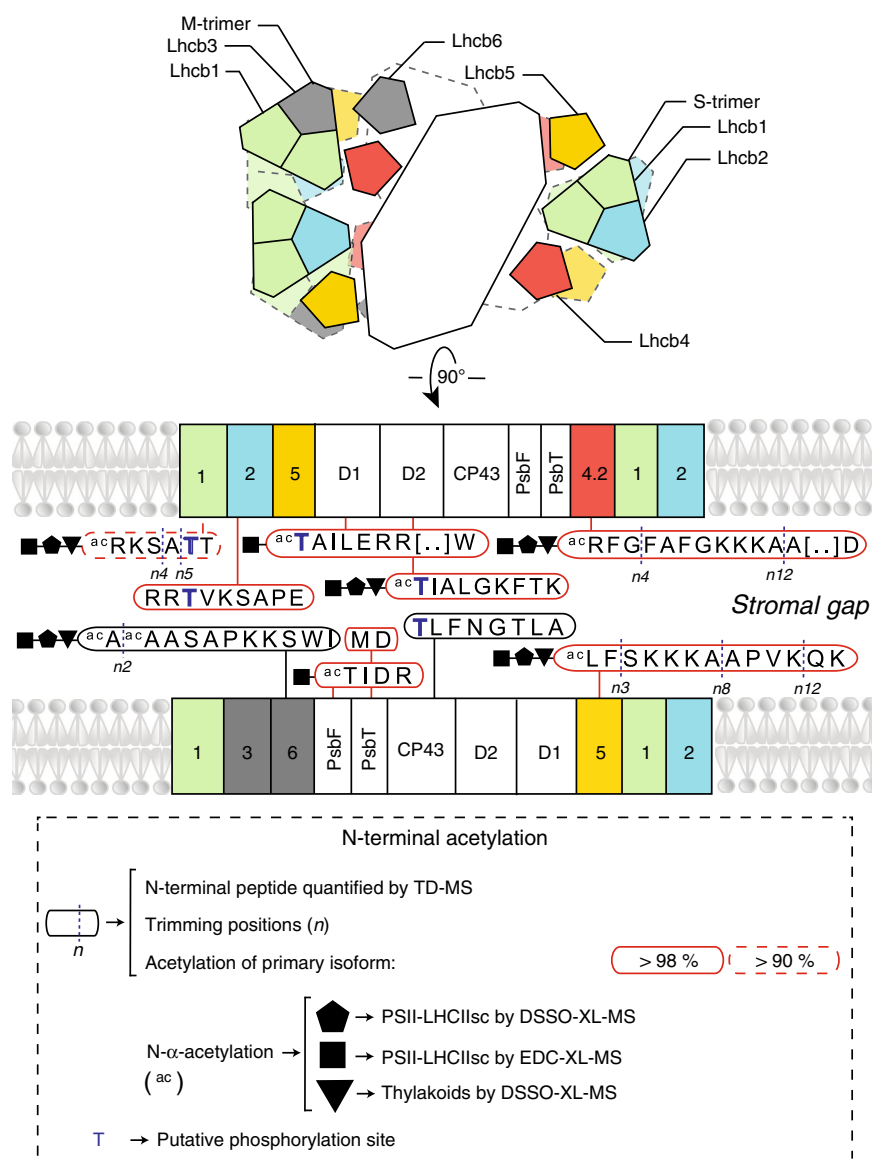 M-trimer
Lhcb3
Lhcb1
Lhcb6
Lhcb5
S-trimer
Lhcb1
Lhcb2
Lhcb4
90°
1 2 5 D1 D2 CP43 PsbF PsbT 4.2 1 2
acRKSATT
n4 n5
acTAILERR[..]W
acRFGFAFGKKKAA[..]D
n4 n12
RRTVKSAPE
acTIALGKFTK
Stromal gap
acAacAASAPKKSWI
n2
MD
TLFNGTLA
acTIDR
acLFSKKKAAPVKQK
n3 n8 n12
1 3 6 PsbF PsbT CP43 D2 D1 5 1 2
N-terminal acetylation
N-terminal peptide quantified by TD-MS
Trimming positions (n)
n
Acetylation of primary isoform: > 98 % > 90 %
PSII-LHCIIsc by DSSO-XL-MS
N-α-acetylation
(ac)
PSII-LHCIIsc by EDC-XL-MS
Thylakoids by DSSO-XL-MS
T → Putative phosphorylation site